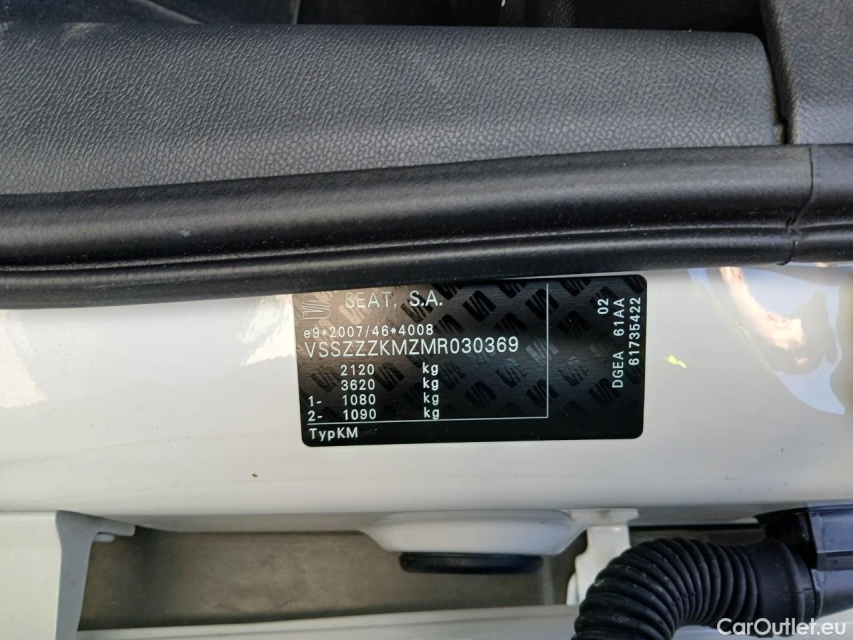 SEAT, S.A.
e9*2007/46*4008
VSSZZZKMZMR030369
2120 kg
3620 kg
1- 1080 kg
2- 1090 kg
TypKM
02
DGEA 61AA
61735422
CarOutlet.eu